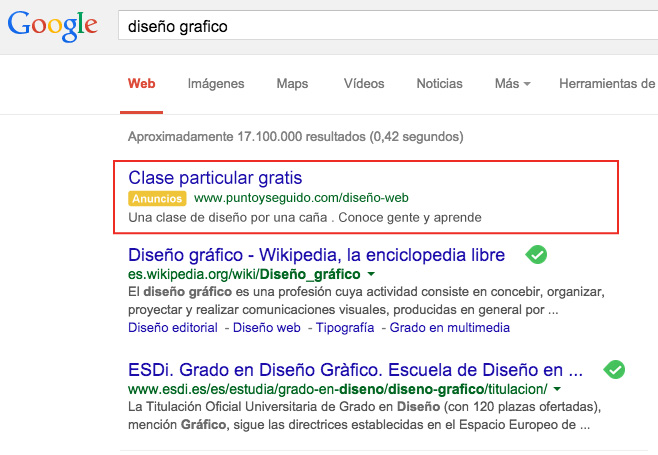 Google
diseño grafico
Web Imágenes Maps Vídeos Noticias Más Herramientas de
Aproximadamente 17.100.000 resultados (0,42 segundos)
Clase particular gratis
Anuncios www.puntoyseguido.com/diseño-web
Una clase de diseño por una caña . Conoce gente y aprende
Diseño gráfico - Wikipedia, la enciclopedia libre
es.wikipedia.org/wiki/Diseño_gráfico
El diseño gráfico es una profesión cuya actividad consiste en concebir, organizar,
proyectar y realizar comunicaciones visuales, producidas en general por ...
Diseño editorial - Diseño web - Tipografía - Grado en multimedia
ESDi. Grado en Diseño Gràfico. Escuela de Diseño en ...
www.esdi.es/es/estudia/grado-en-diseno/diseno-grafico/titulacion/
La Titulación Oficial Universitaria de Grado en Diseño (con 120 plazas ofertadas),
mención Gráfico, sigue las directrices establecidas en el Espacio Europeo de ...